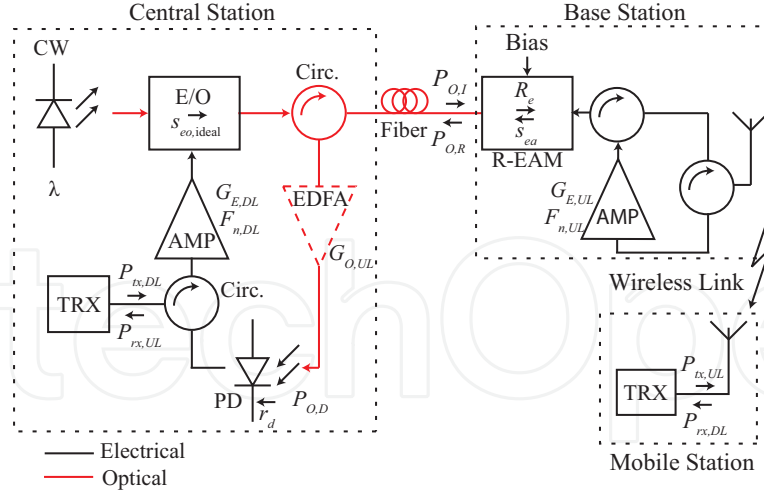 Central Station
Base Station
CW
λ
E/O
s_eo,ideal
Circ.
Fiber
P_O,I
P_O,R
Bias
R_e
s_ea
R-EAM
G_E,DL
F_n,DL
AMP
EDFA
G_O,UL
G_E,UL
F_n,UL
AMP
TRX
P_tx,DL
P_rx,UL
Circ.
PD
r_d
P_O,D
Wireless Link
TRX
P_tx,UL
P_rx,DL
Mobile Station
Electrical
Optical